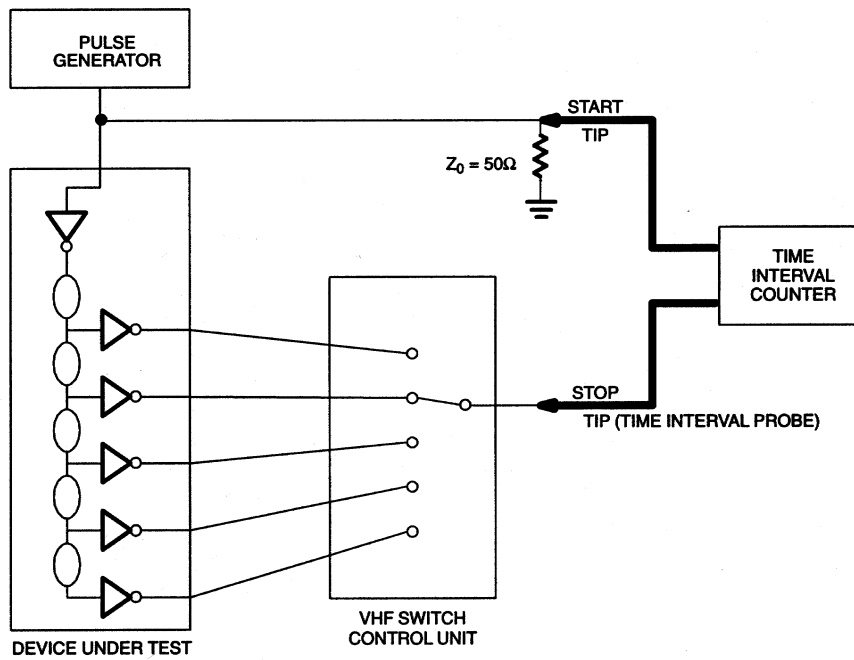 PULSE
GENERATOR
START
TIP
Z₀ = 50Ω
TIME
INTERVAL
COUNTER
STOP
TIP (TIME INTERVAL PROBE)
VHF SWITCH
CONTROL UNIT
DEVICE UNDER TEST